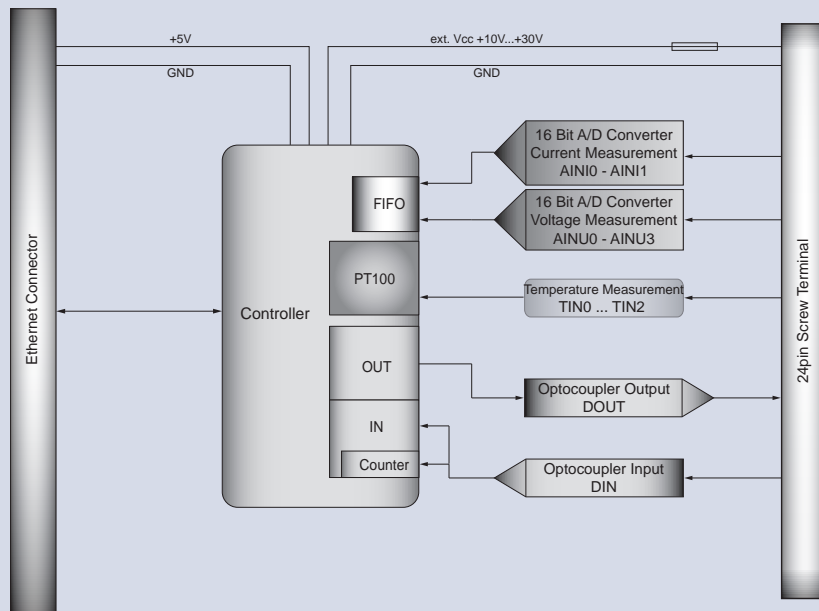 +5V
GND
ext. Vcc +10V...+30V
GND
Ethernet Connector
Controller
FIFO
PT100
OUT
IN
Counter
16 Bit A/D Converter
Current Measurement
AINI0 - AINI1
16 Bit A/D Converter
Voltage Measurement
AINU0 - AINU3
Temperature Measurement
TIN0 ... TIN2
Optocoupler Output
DOUT
Optocoupler Input
DIN
24pin Screw Terminal